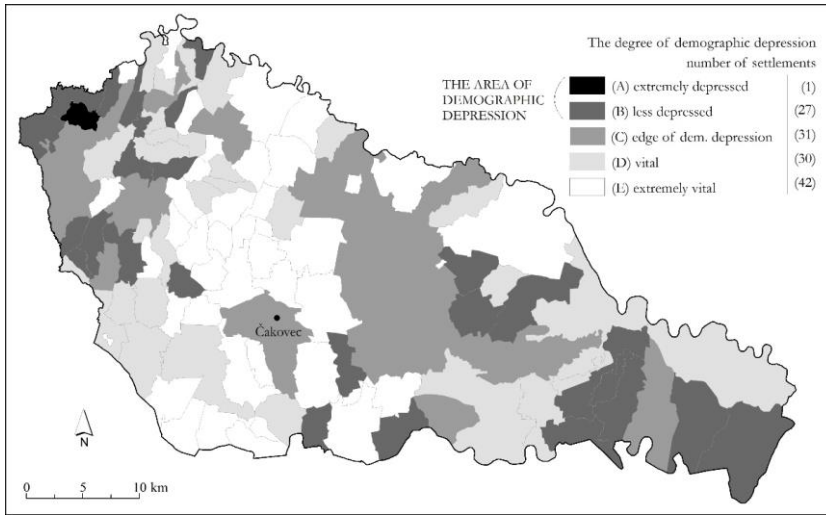 The degree of demographic depression
number of settlements
THE AREA OF
DEMOGRAPHIC
DEPRESSION
(A) extremely depressed (1)
(B) less depressed (27)
(C) edge of dem. depression (31)
(D) vital (30)
(E) extremely vital (42)
Čakovec
N
0 5 10 km